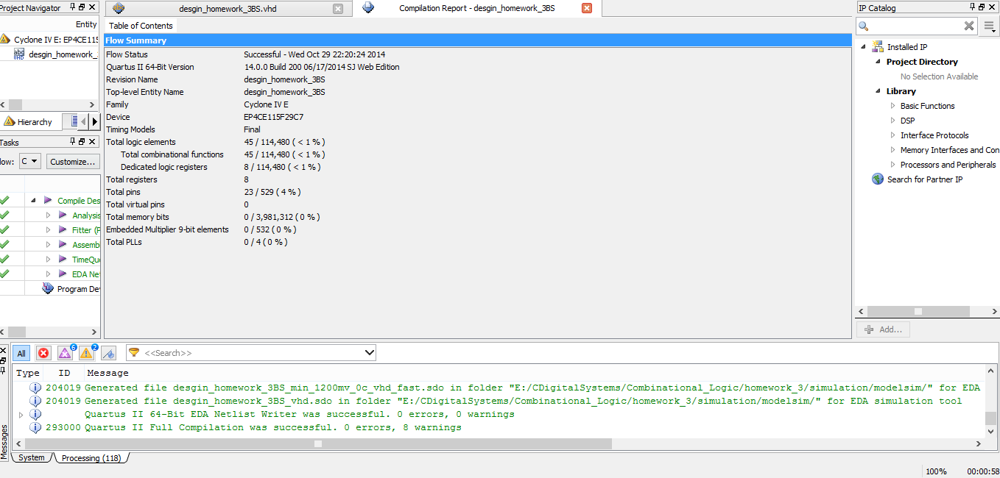 Project Navigator
Entity
Cyclone IV E: EP4CE115
desgin_homework_
Hierarchy
Tasks
C
Customize...
Compile Des
Analysis
Fitter (P
Assemb
TimeQu
EDA Ne
Program Dev
desgin_homework_3BS.vhd
Compilation Report - desgin_homework_3BS
Table of Contents
Flow Summary
Flow Status Successful - Wed Oct 29 22:20:24 2014
Quartus II 64-Bit Version 14.0.0 Build 200 06/17/2014 SJ Web Edition
Revision Name desgin_homework_3BS
Top-level Entity Name desgin_homework_3BS
Family Cyclone IV E
Device EP4CE115F29C7
Timing Models Final
Total logic elements 45 / 114,480 ( < 1 % )
Total combinational functions 45 / 114,480 ( < 1 % )
Dedicated logic registers 8 / 114,480 ( < 1 % )
Total registers 8
Total pins 23 / 529 ( 4 % )
Total virtual pins 0
Total memory bits 0 / 3,981,312 ( 0 % )
Embedded Multiplier 9-bit elements 0 / 532 ( 0 % )
Total PLLs 0 / 4 ( 0 % )
IP Catalog
Installed IP
Project Directory
No Selection Available
Library
Basic Functions
DSP
Interface Protocols
Memory Interfaces and Con
Processors and Peripherals
Search for Partner IP
Add...
All 6 2 <<Search>>
Type ID Message
204019 Generated file desgin_homework_3BS_min_1200mv_0c_vhd_fast.sdo in folder "E:/CDigitalSystems/Combinational_Logic/homework_3/simulation/modelsim/" for EDA
204019 Generated file desgin_homework_3BS_vhd.sdo in folder "E:/CDigitalSystems/Combinational_Logic/homework_3/simulation/modelsim/" for EDA simulation tool
Quartus II 64-Bit EDA Netlist Writer was successful. 0 errors, 0 warnings
293000 Quartus II Full Compilation was successful. 0 errors, 8 warnings
Messages
System Processing (118)
100% 00:00:58